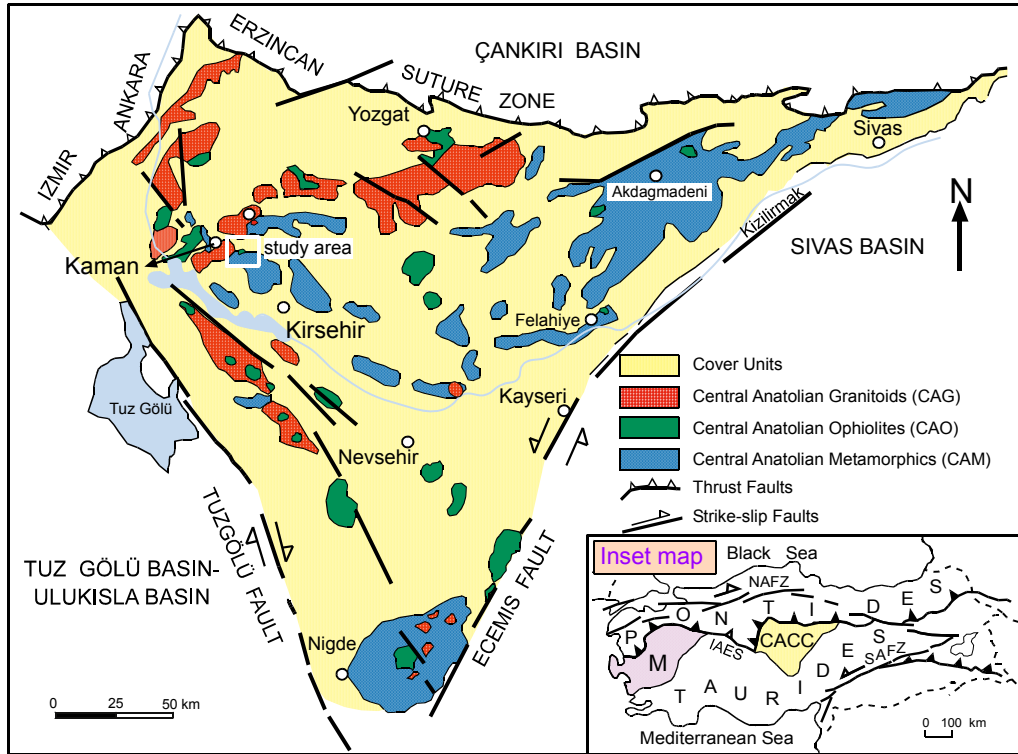 ÇANKIRI BASIN
IZMIR ANKARA ERZINCAN SUTURE ZONE
Yozgat
Sivas
Akdagmadeni
N
Kizilirmak
SIVAS BASIN
study area
Kaman
Kirsehir
Felahiye
Tuz Gölü
Kayseri
Nevsehir
Cover Units
Central Anatolian Granitoids (CAG)
Central Anatolian Ophiolites (CAO)
Central Anatolian Metamorphics (CAM)
Thrust Faults
Strike-slip Faults
TUZGÖLÜ FAULT
ECEMIS FAULT
TUZ GÖLÜ BASIN-
ULUKISLA BASIN
Nigde
0 25 50 km
Inset map
Black Sea
NAFZ
PONTIDES
CACC
IAES
M
SAFZ
TAURIDES
Mediterranean Sea
0 100 km